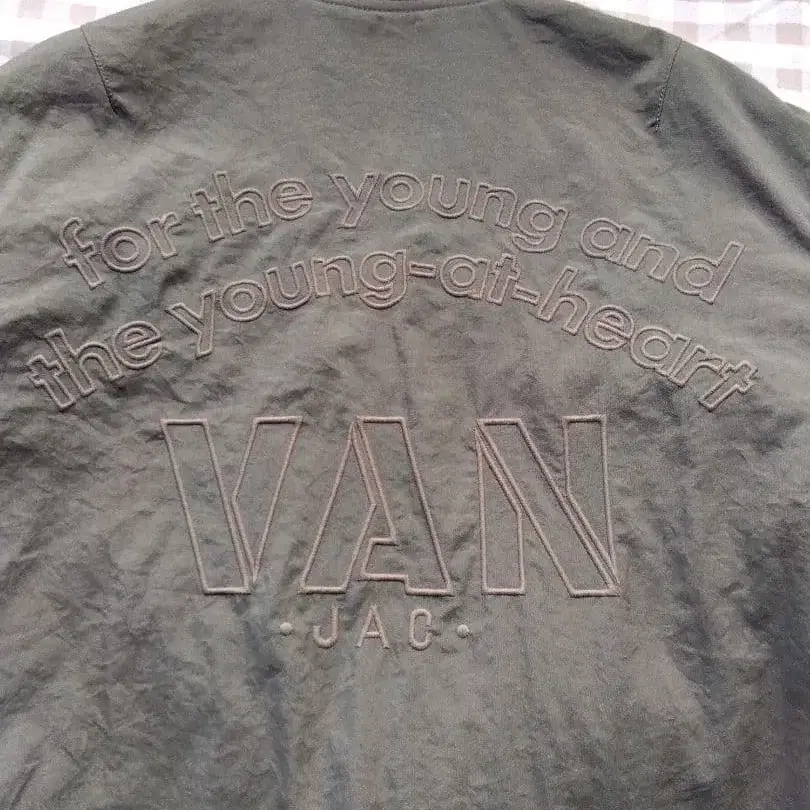 for the young and
the young-at-heart
VAN
·JAC·